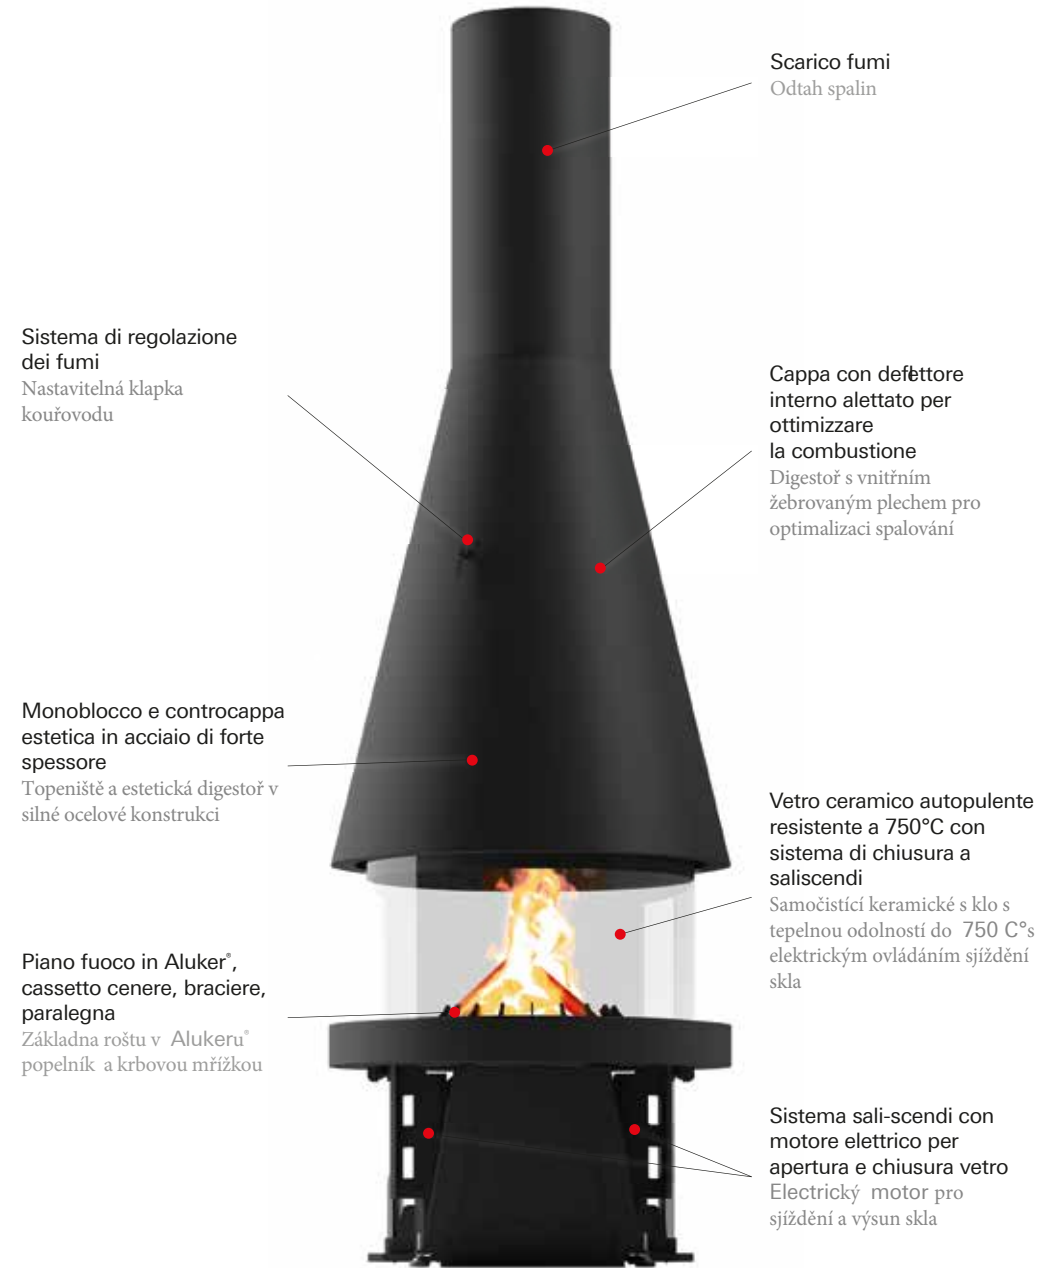 Scarico fumi
Odtah spalin
Sistema di regolazione
dei fumi
Nastavitelná klapka
kouřovodu
Cappa con deflettore
interno alettato per
ottimizzare
la combustione
Digestoř s vnitřním
žebrovaným plechem pro
optimalizaci spalování
Monoblocco e controcappa
estetica in acciaio di forte
spessore
Topeniště a estetická digestoř v
silné ocelové konstrukci
Vetro ceramico autopulente
resistente a 750°C con
sistema di chiusura a
saliscendi
Samočistící keramické s klo s
tepelnou odolností do 750 C°s
elektrickým ovládáním sjíždění
skla
Piano fuoco in Aluker®,
cassetto cenere, braciere,
paralegna
Základna roštu v Alukeru®
popelník a krbovou mřížkou
Sistema sali-scendi con
motore elettrico per
apertura e chiusura vetro
Electrický motor pro
sjíždění a výsun skla